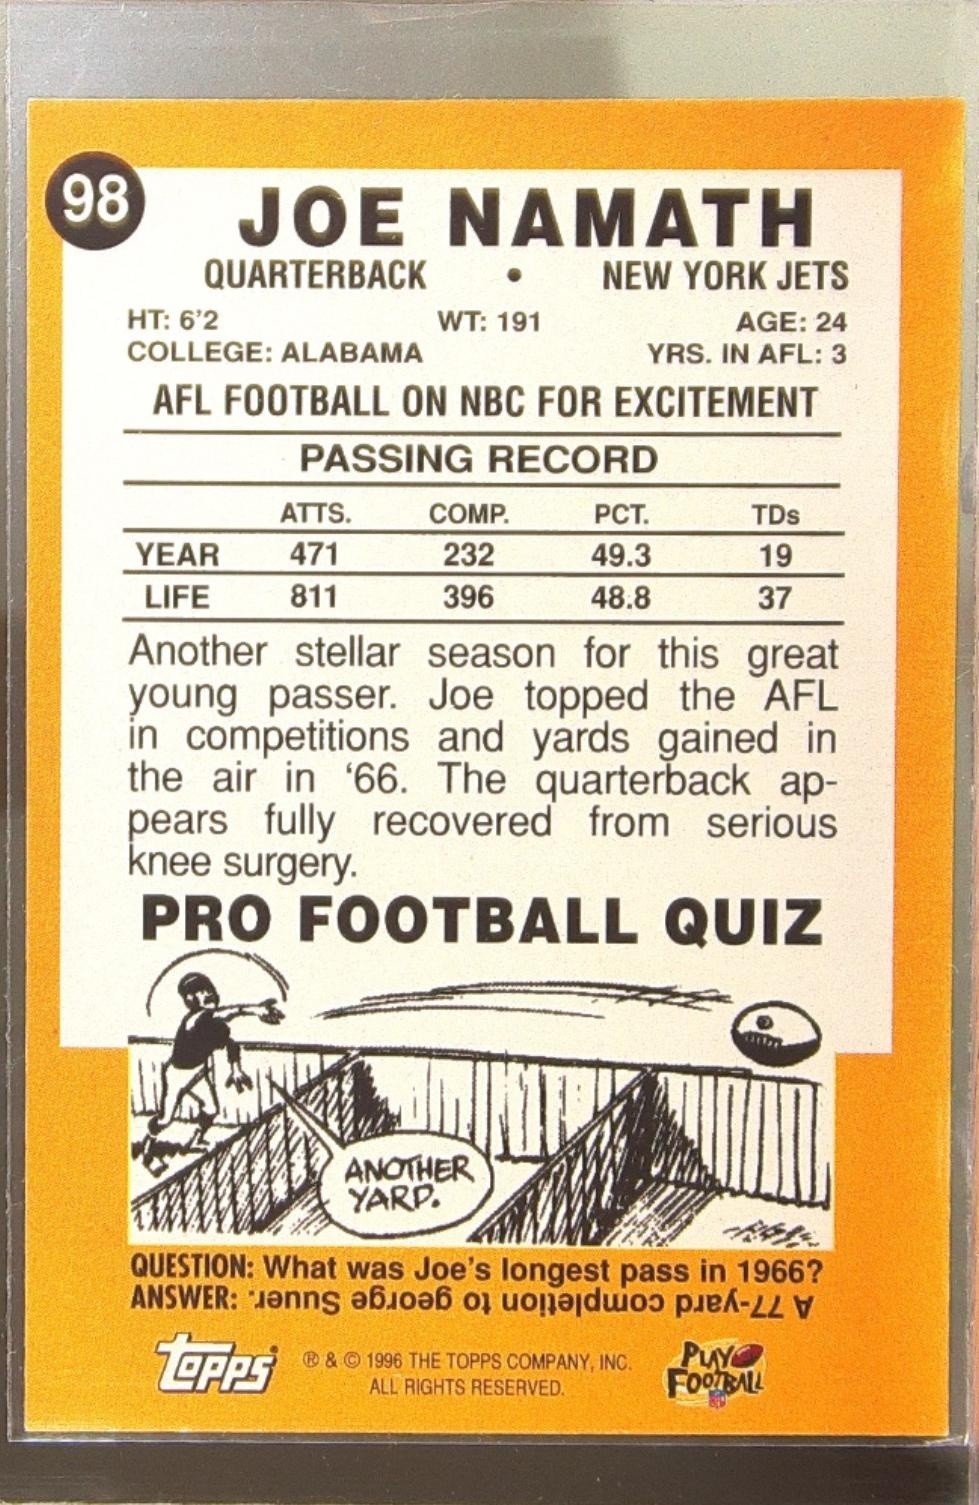 98
JOE NAMATH
QUARTERBACK • NEW YORK JETS
HT: 6'2 WT: 191 AGE: 24
COLLEGE: ALABAMA YRS. IN AFL: 3
AFL FOOTBALL ON NBC FOR EXCITEMENT
PASSING RECORD
ATTS. COMP. PCT. TDs
YEAR 471 232 49.3 19
LIFE 811 396 48.8 37
Another stellar season for this great
young passer. Joe topped the AFL
in competitions and yards gained in
the air in ‘66. The quarterback ap-
pears fully recovered from serious
knee surgery.
PRO FOOTBALL QUIZ
ANOTHER
YARD.
QUESTION: What was Joe's longest pass in 1966?
ANSWER: A 77-yard completion to george Sauer.
TOPPS® ® & © 1996 THE TOPPS COMPANY, INC.
ALL RIGHTS RESERVED.
PLAY
FOOTBALL
NFL